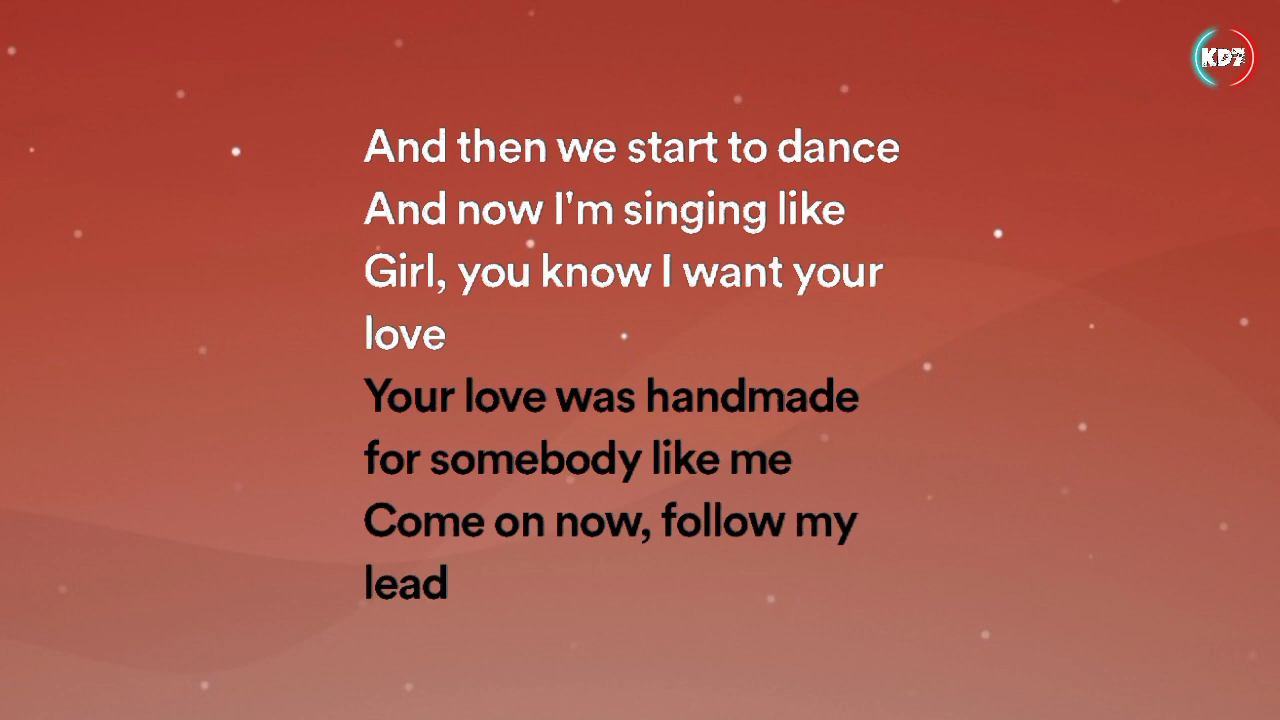 KD7
And then we start to dance
And now I'm singing like
Girl, you know I want your
love
Your love was handmade
for somebody like me
Come on now, follow my
lead